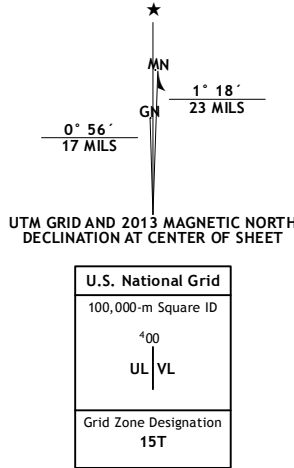 ★
MN
1° 18´
23 MILS
GN
0° 56´
17 MILS
UTM GRID AND 2013 MAGNETIC NORTH
DECLINATION AT CENTER OF SHEET
U.S. National Grid
100,000-m Square ID
⁴00
UL VL
Grid Zone Designation
15T